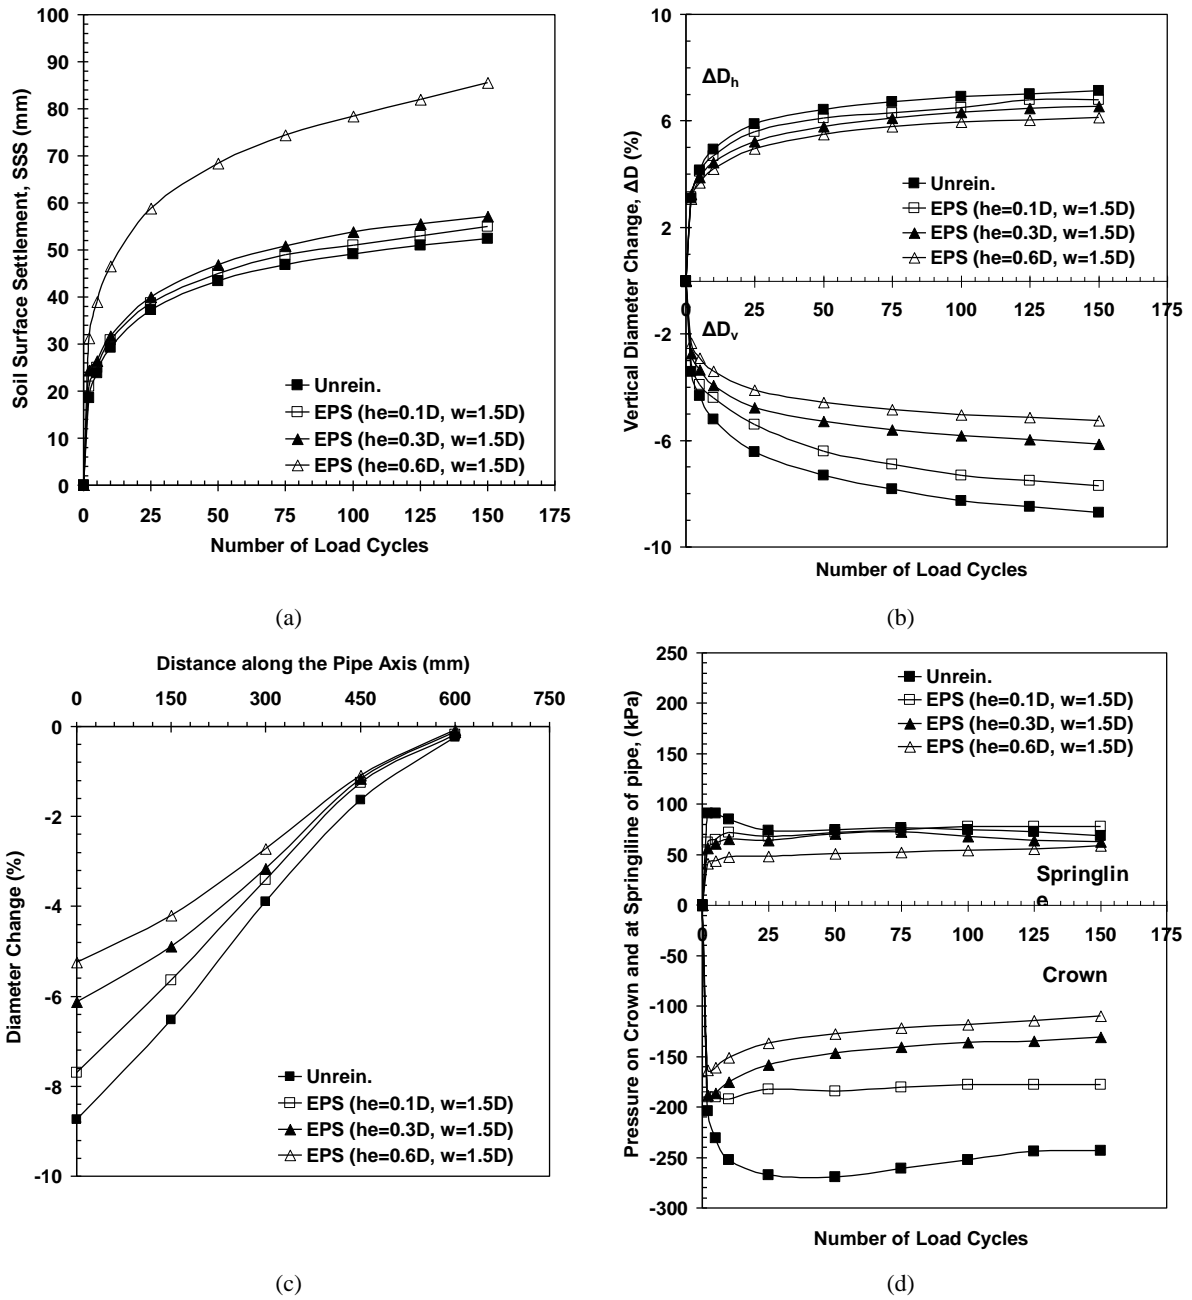 100
90
80
70
60
50
40
30
20
10
0
Soil Surface Settlement, SSS (mm)
Unrein.
EPS (he=0.1D, w=1.5D)
EPS (he=0.3D, w=1.5D)
EPS (he=0.6D, w=1.5D)
0 25 50 75 100 125 150 175
Number of Load Cycles
(a)
10
6
2
-2
-6
-10
Vertical Diameter Change, ΔD (%)
ΔDh
Unrein.
EPS (he=0.1D, w=1.5D)
EPS (he=0.3D, w=1.5D)
EPS (he=0.6D, w=1.5D)
0 25 50 75 100 125 150 175
ΔDv
Number of Load Cycles
(b)
Distance along the Pipe Axis (mm)
0 150 300 450 600 750
0
-2
-4
-6
-8
-10
Diameter Change (%)
Unrein.
EPS (he=0.1D, w=1.5D)
EPS (he=0.3D, w=1.5D)
EPS (he=0.6D, w=1.5D)
(c)
250
200
150
100
50
0
-50
-100
-150
-200
-250
-300
Pressure on Crown and at Springiline of pipe, (kPa)
Unrein.
EPS (he=0.1D, w=1.5D)
EPS (he=0.3D, w=1.5D)
EPS (he=0.6D, w=1.5D)
Springlin
e
0 25 50 75 100 125 150 175
Crown
Number of Load Cycles
(d)